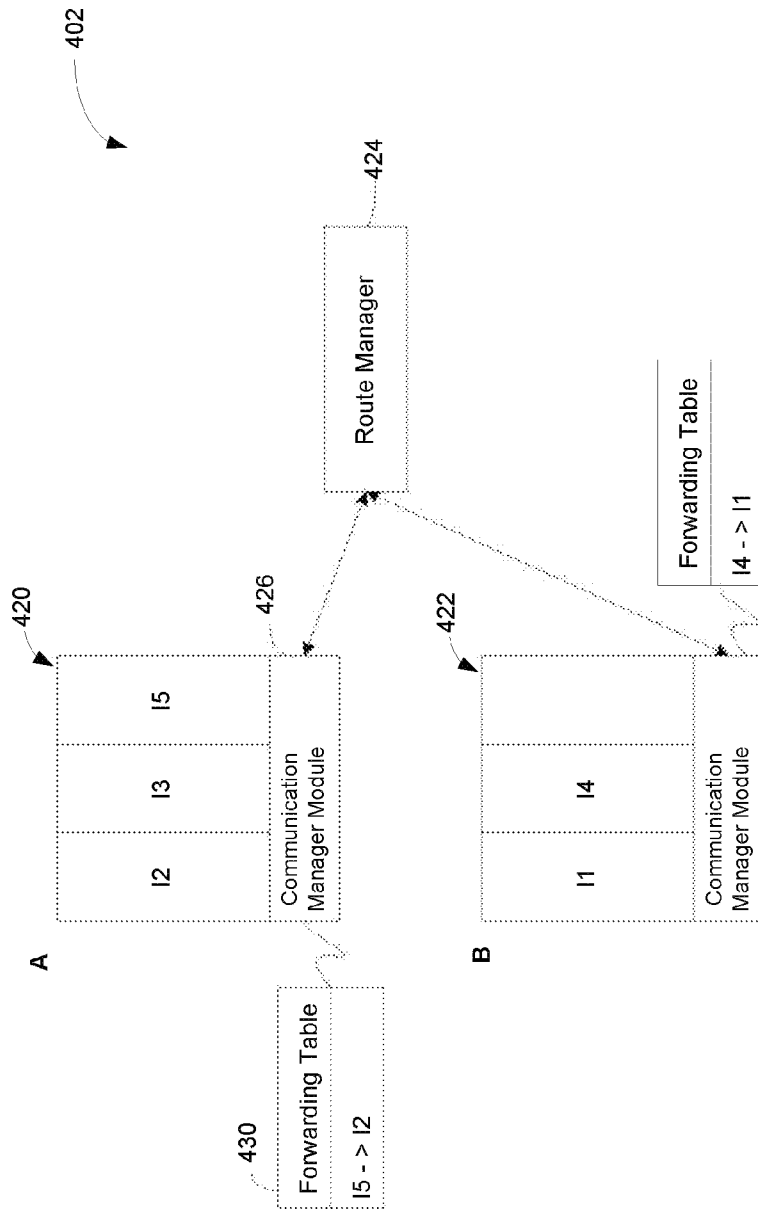 402
A
420
I2
I3
I5
Communication
Manager Module
426
430
Forwarding Table
I5 - > I2
Route Manager
424
B
422
I1
I4
Communication
Manager Module
Forwarding Table
I4 - > I1